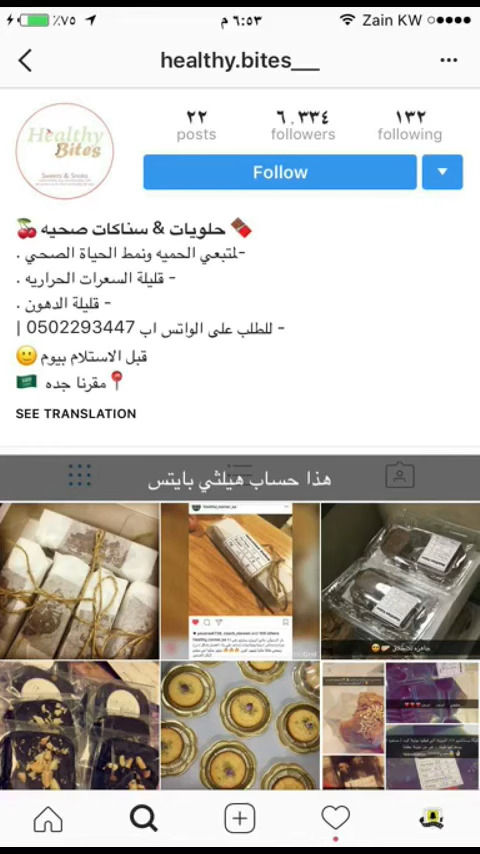 ٪٧٥
٦:٥٣ م
Zain KW
healthy.bites___
٢٢
٦٬٣٣٤
١٣٢
posts
followers
following
Follow
Healthy
Bites
Sweets & Snaks
🍒 حلويات & سناكات صحيه 🍫
-لمتبعي الحميه ونمط الحياة الصحي .
- قليلة السعرات الحراريه .
- قليلة الدهون .
- للطلب على الواتس اب 0502293447 |
قبل الاستلام بيوم 🙂
📍مقرنا جده 🇸🇦
SEE TRANSLATION
هذا حساب هيلثي بايتس